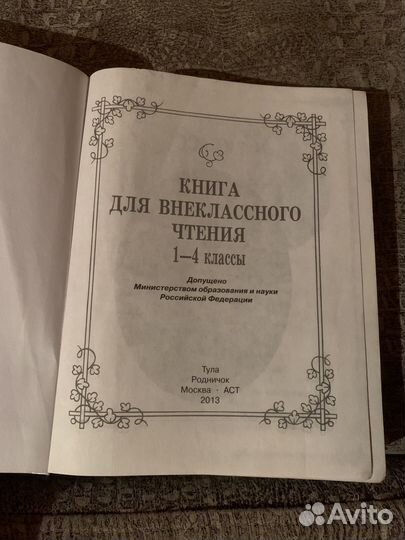 КНИГА
ДЛЯ ВНЕКЛАССНОГО
ЧТЕНИЯ
1—4 КЛАССЫ
Допущено
Министерством образования и науки
Российской Федерации
Тула
Родничок
Москва · АСТ
2013
Avito